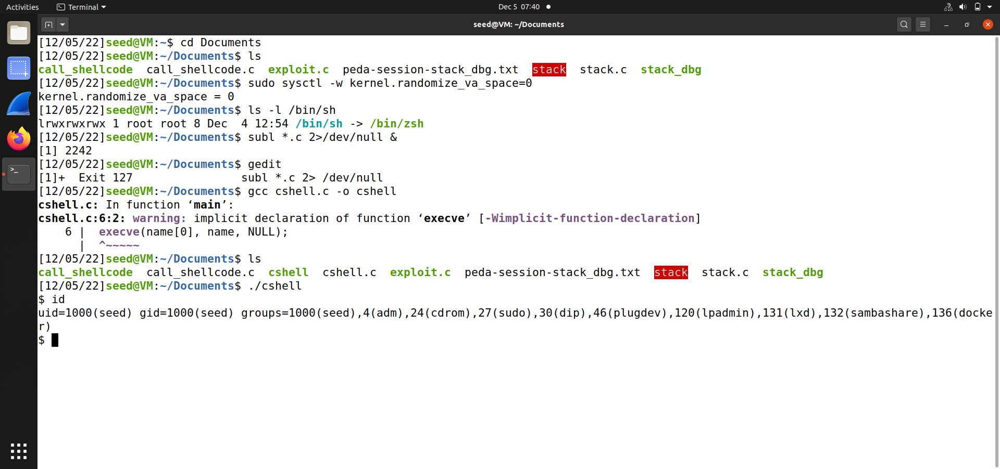 Activities Terminal Dec 5 07:40
seed@VM: ~/Documents
[12/05/22]seed@VM:~$ cd Documents
[12/05/22]seed@VM:~/Documents$ ls
call_shellcode  call_shellcode.c  exploit.c  peda-session-stack_dbg.txt  stack  stack.c  stack_dbg
[12/05/22]seed@VM:~/Documents$ sudo sysctl -w kernel.randomize_va_space=0
kernel.randomize_va_space = 0
[12/05/22]seed@VM:~/Documents$ ls -l /bin/sh
lrwxrwxrwx 1 root root 8 Dec  4 12:54 /bin/sh -> /bin/zsh
[12/05/22]seed@VM:~/Documents$ subl *.c 2>/dev/null &
[1] 2242
[12/05/22]seed@VM:~/Documents$ gedit
[1]+  Exit 127                subl *.c 2> /dev/null
[12/05/22]seed@VM:~/Documents$ gcc cshell.c -o cshell
cshell.c: In function ‘main’:
cshell.c:6:2: warning: implicit declaration of function ‘execve’ [-Wimplicit-function-declaration]
    6 |  execve(name[0], name, NULL);
      |  ^~~~~~
[12/05/22]seed@VM:~/Documents$ ls
call_shellcode  call_shellcode.c  cshell  cshell.c  exploit.c  peda-session-stack_dbg.txt  stack  stack.c  stack_dbg
[12/05/22]seed@VM:~/Documents$ ./cshell
$ id
uid=1000(seed) gid=1000(seed) groups=1000(seed),4(adm),24(cdrom),27(sudo),30(dip),46(plugdev),120(lpadmin),131(lxd),132(sambashare),136(docke
r)
$